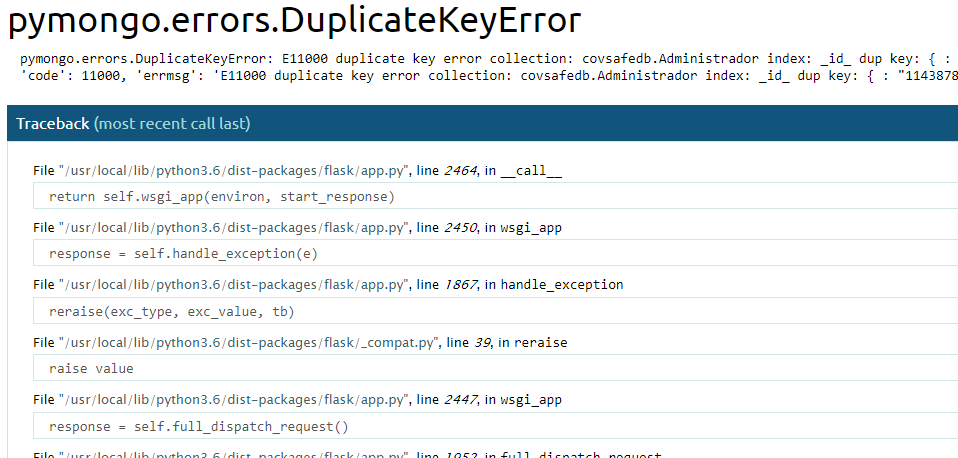 pymongo.errors.DuplicateKeyError
pymongo.errors.DuplicateKeyError: E11000 duplicate key error collection: covsafedb.Administrador index: _id_ dup key: { :
'code': 11000, 'errmsg': 'E11000 duplicate key error collection: covsafedb.Administrador index: _id_ dup key: { : "1143878
Traceback (most recent call last)
File "/usr/local/lib/python3.6/dist-packages/flask/app.py", line 2464, in __call__
return self.wsgi_app(environ, start_response)
File "/usr/local/lib/python3.6/dist-packages/flask/app.py", line 2450, in wsgi_app
response = self.handle_exception(e)
File "/usr/local/lib/python3.6/dist-packages/flask/app.py", line 1867, in handle_exception
reraise(exc_type, exc_value, tb)
File "/usr/local/lib/python3.6/dist-packages/flask/_compat.py", line 39, in reraise
raise value
File "/usr/local/lib/python3.6/dist-packages/flask/app.py", line 2447, in wsgi_app
response = self.full_dispatch_request()
File "/usr/local/lib/python3.6/dist-packages/flask/app.py", line 1952, in full_dispatch_request